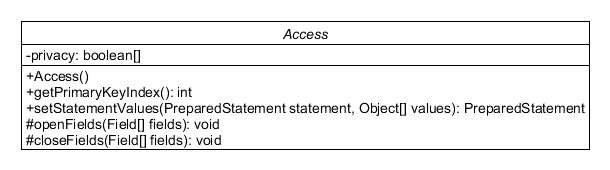 Access
-privacy: boolean[]
+Access()
+getPrimaryKeyIndex(): int
+setStatementValues(PreparedStatement statement, Object[] values): PreparedStatement
#openFields(Field[] fields): void
#closeFields(Field[] fields): void